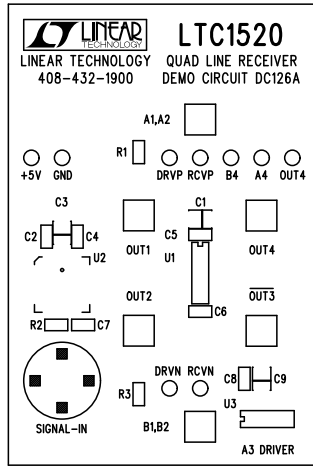 LINEAR
TECHNOLOGY
LTC1520
LINEAR TECHNOLOGY
QUAD LINE RECEIVER
408-432-1900
DEMO CIRCUIT DC126A
A1,A2
R1
+5V
GND
DRVP
RCVP
B4
A4
OUT4
C3
C1
C2
C4
C5
OUT1
U1
OUT4
U2
OUT2
OUT3
C6
R2
C7
DRVN
RCVN
C8
C9
R3
U3
SIGNAL-IN
B1,B2
A3 DRIVER